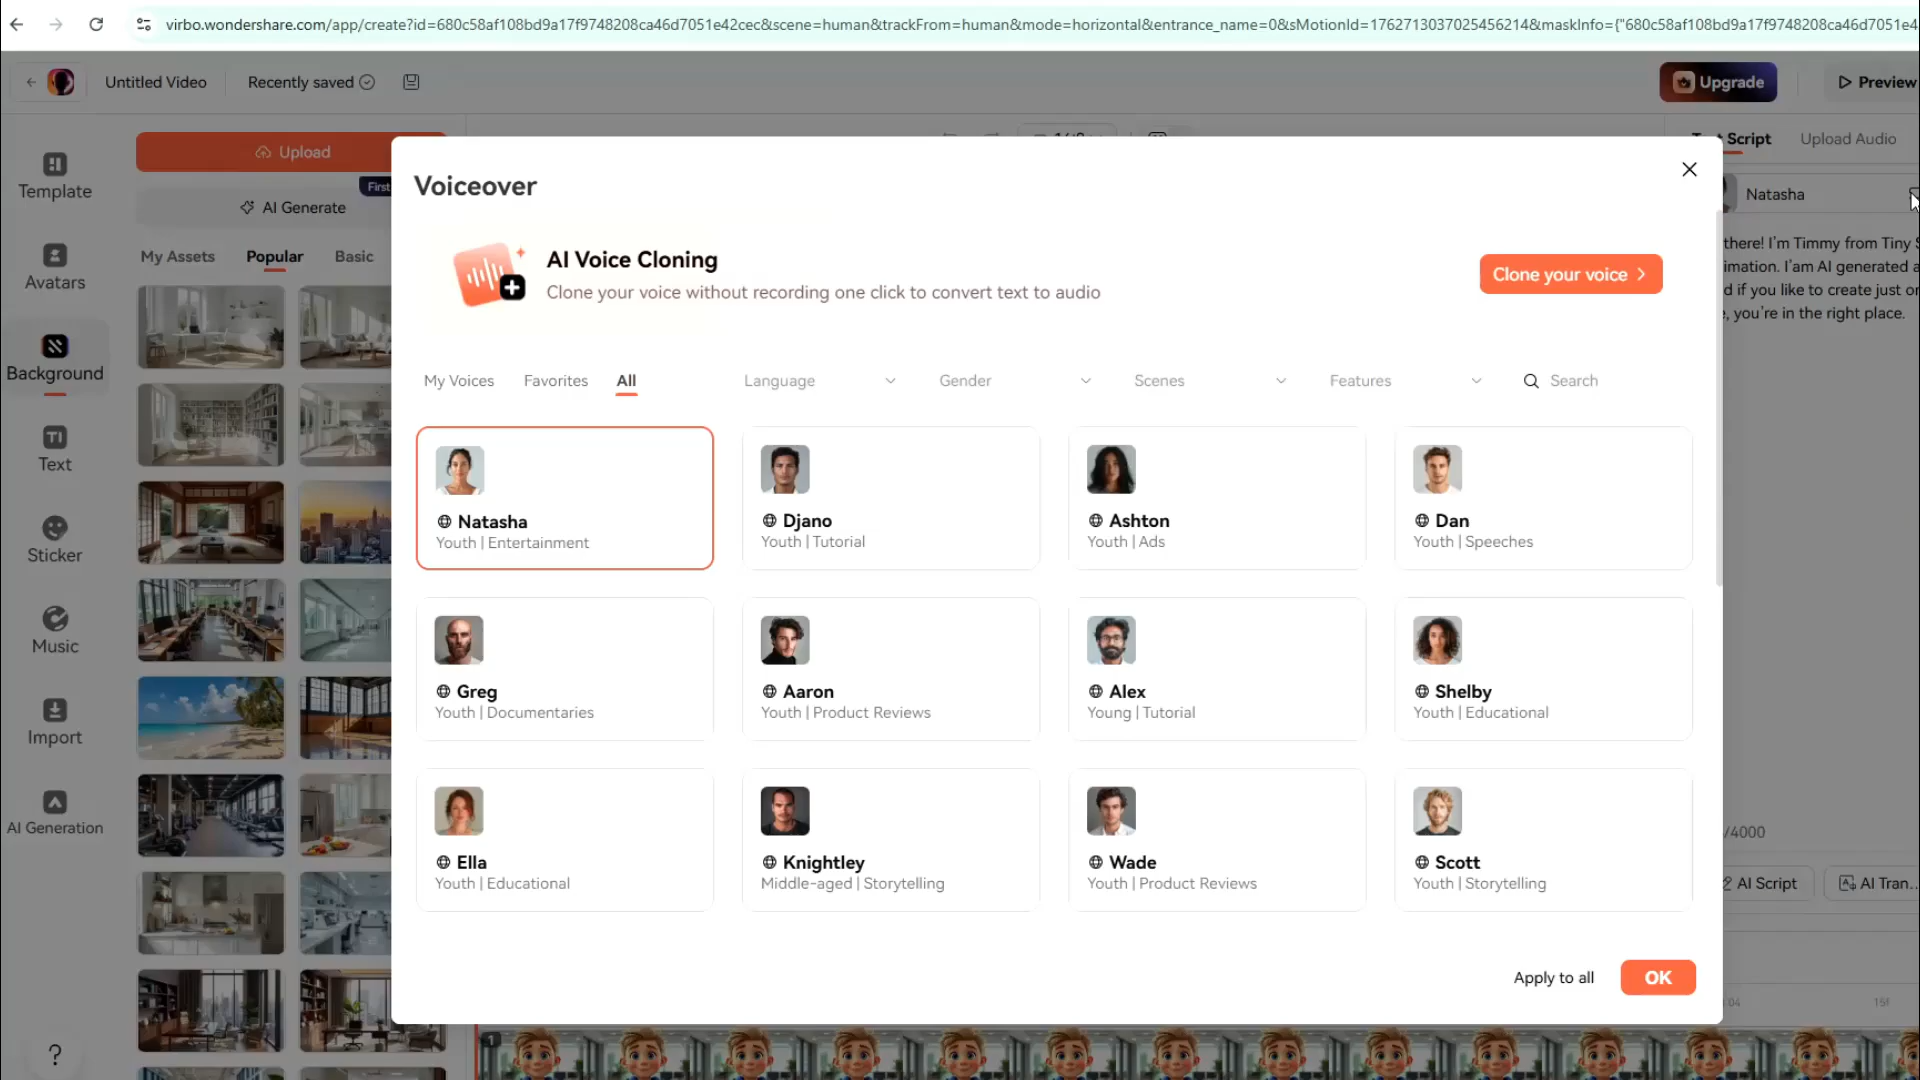 virbo.wondershare.com/app/create?id=680c58af108bd9a17f9748208ca46d7051e42cec&scene=human&trackFrom=human&mode=horizontal&entrance_name=0&sMotionId=1762713037025456214&maskInfo={"680c58af108bd9a17f9748208ca46d7051e4
Untitled Video
Recently saved
Upgrade
Preview
Template
Avatars
Background
Text
Sticker
Music
Import
AI Generation
?
Upload
First
AI Generate
My Assets
Popular
Basic
Voiceover
AI Voice Cloning
Clone your voice without recording one click to convert text to audio
Clone your voice
My Voices
Favorites
All
Language
Gender
Scenes
Features
Search
Natasha
Youth | Entertainment
Djano
Youth | Tutorial
Ashton
Youth | Ads
Dan
Youth | Speeches
Greg
Youth | Documentaries
Aaron
Youth | Product Reviews
Alex
Young | Tutorial
Shelby
Youth | Educational
Ella
Youth | Educational
Knightley
Middle-aged | Storytelling
Wade
Youth | Product Reviews
Scott
Youth | Storytelling
Apply to all
OK
Script
Upload Audio
Natasha
there! I'm Timmy from Tiny S
imation. I'am AI generated a
d if you like to create just or
e, you're in the right place.
/4000
AI Script
AI Tran...
:04
15f
1